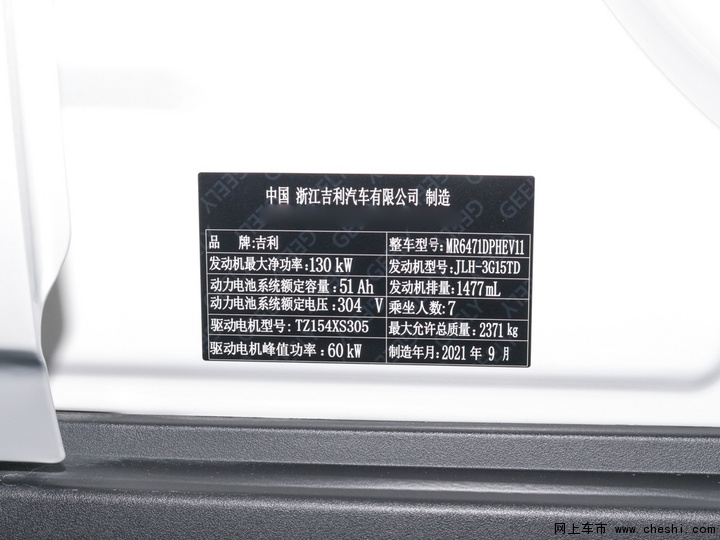 中国 浙江吉利汽车有限公司 制造
品 牌:吉利 整车型号:MR6471DPHEV11
发动机最大净功率:130 kW 发动机型号:JLH-3G15TD
动力电池系统额定容量:51 Ah 发动机排量:1477mL
动力电池系统额定电压:304 V 乘坐人数:7
驱动电机型号:TZ154XS305 最大允许总质量:2371 kg
驱动电机峰值功率:60 kW 制造年月:2021 年 9 月
网上车市 www.cheshi.com